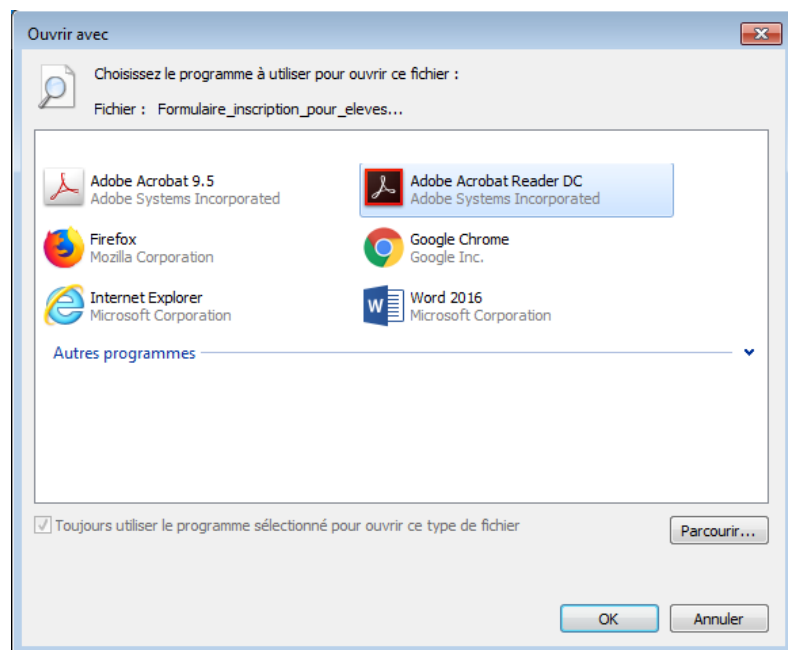 Ouvrir avec
Choisissez le programme à utiliser pour ouvrir ce fichier :
Fichier : Formulaire_inscription_pour_eleves...
Adobe Acrobat 9.5
Adobe Systems Incorporated
Adobe Acrobat Reader DC
Adobe Systems Incorporated
Firefox
Mozilla Corporation
Google Chrome
Google Inc.
Internet Explorer
Microsoft Corporation
Word 2016
Microsoft Corporation
Autres programmes
Toujours utiliser le programme sélectionné pour ouvrir ce type de fichier
Parcourir...
OK
Annuler